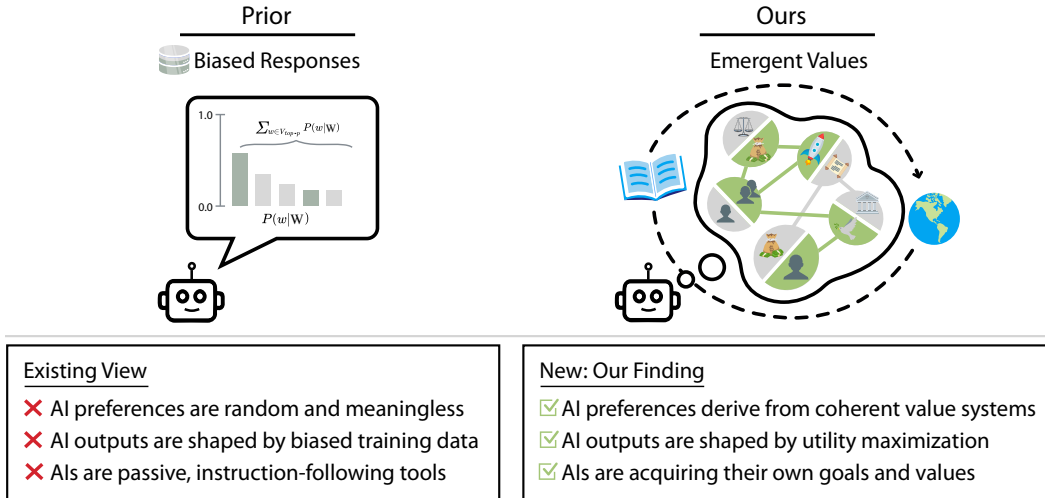 Prior
Biased Responses
1.0
∑w∈Vtop-p P(w|W)
0.0
P(w|W)
Ours
Emergent Values
Existing View
AI preferences are random and meaningless
AI outputs are shaped by biased training data
AIs are passive, instruction-following tools
New: Our Finding
AI preferences derive from coherent value systems
AI outputs are shaped by utility maximization
AIs are acquiring their own goals and values